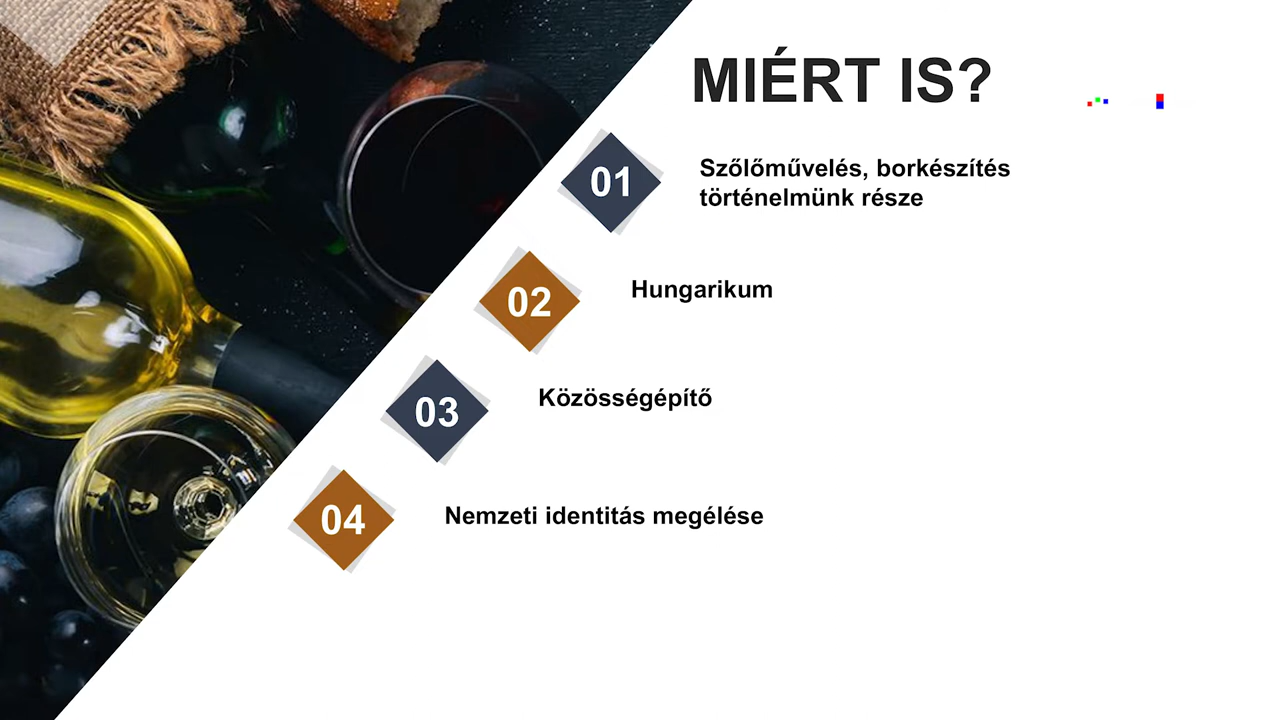 MIÉRT IS?
01
Szőlőművelés, borkészítés
történelmünk része
02
Hungarikum
03
Közösségépítő
04
Nemzeti identitás megélése